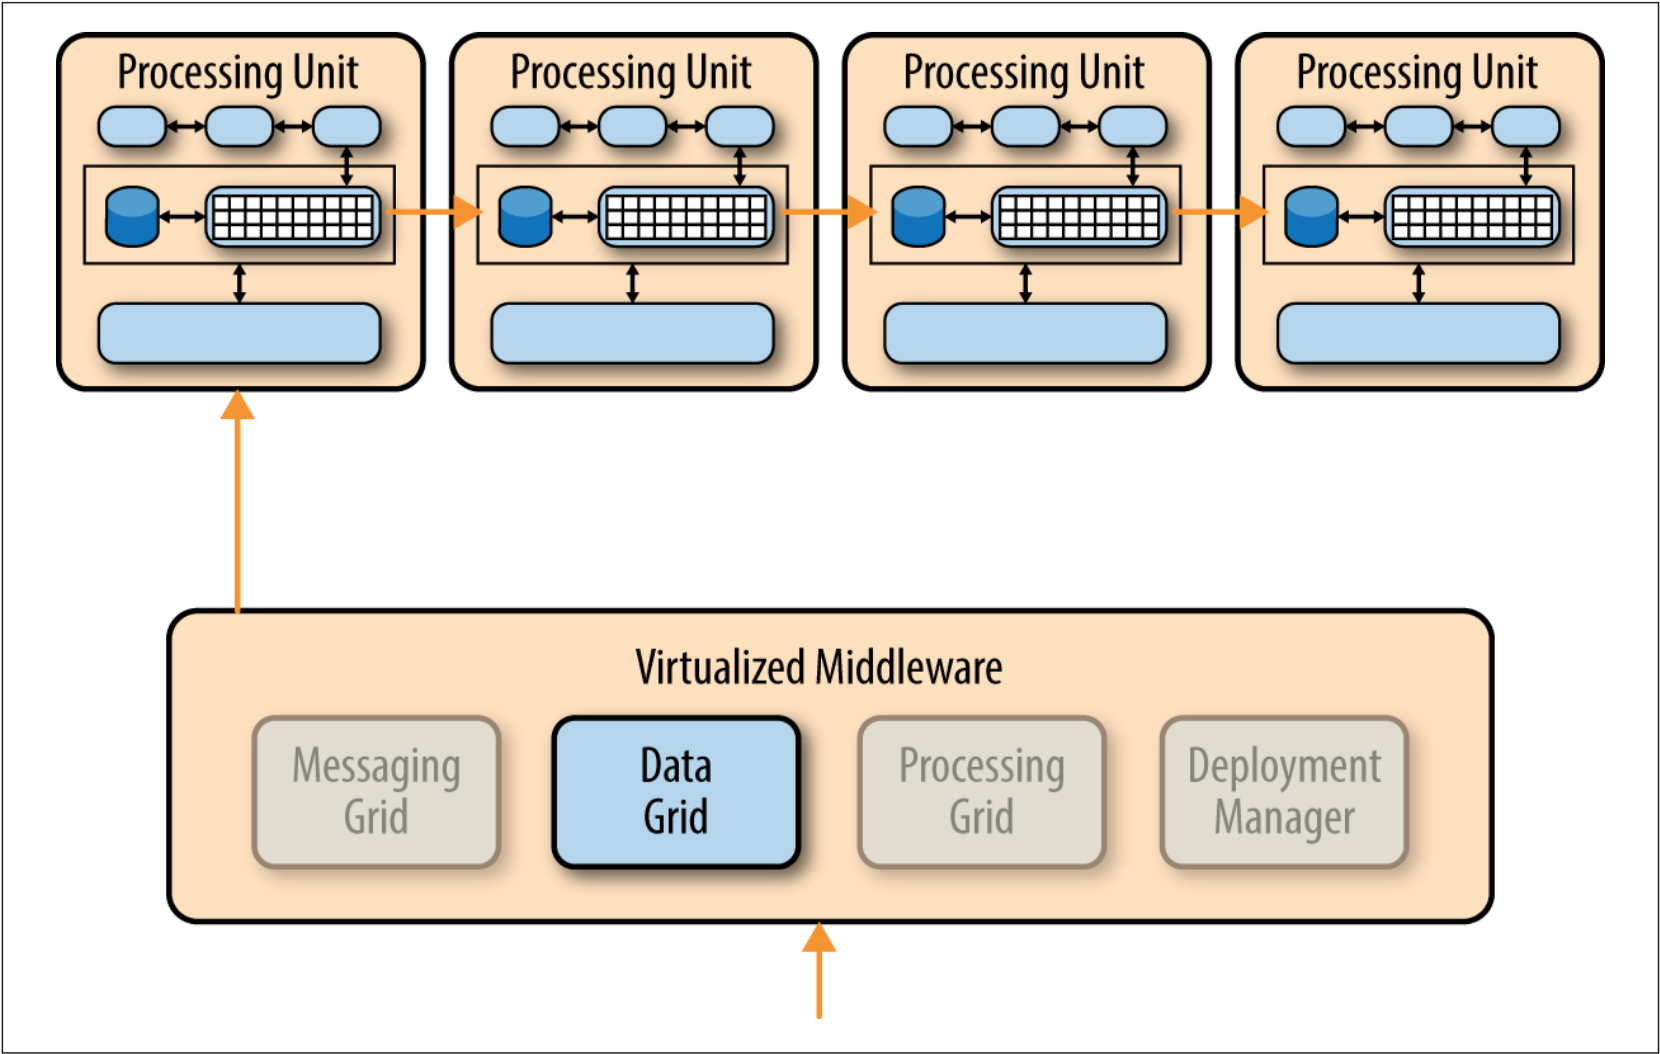 Processing Unit
Processing Unit
Processing Unit
Processing Unit
Virtualized Middleware
Messaging
Grid
Data
Grid
Processing
Grid
Deployment
Manager